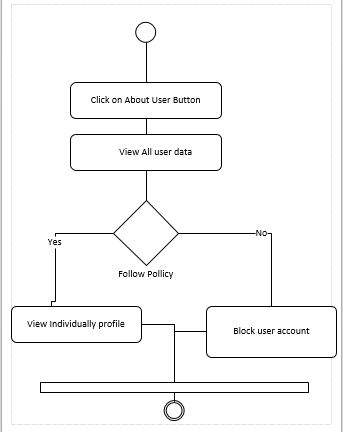 Click on About User Button
View All user data
Yes
No
Follow Pollicy
View Individually profile
Block user account